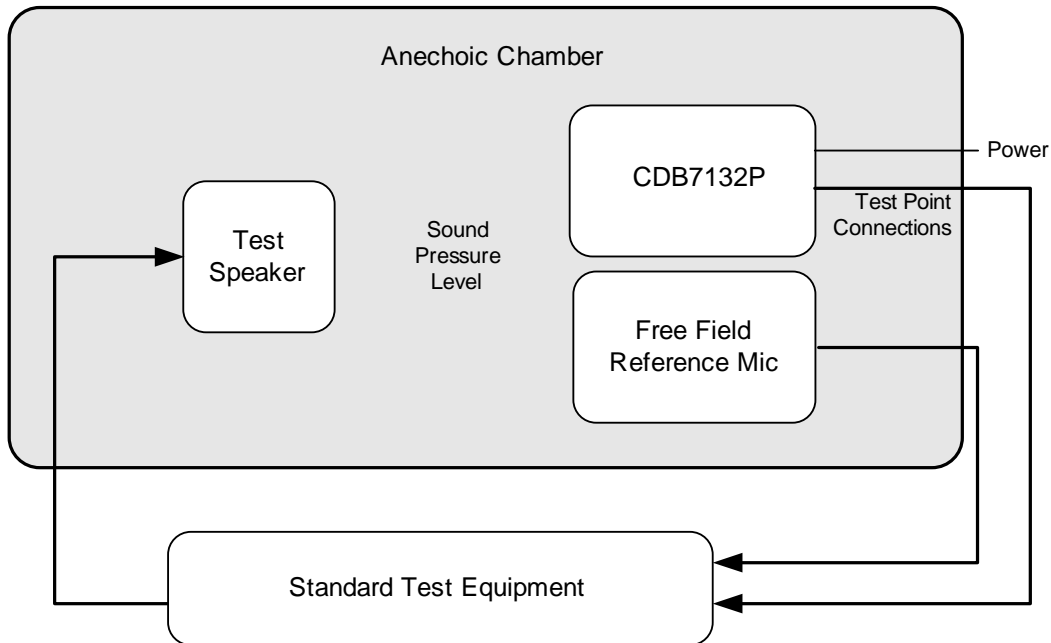 Anechoic Chamber
CDB7132P
Power
Test Point
Connections
Test
Speaker
Sound
Pressure
Level
Free Field
Reference Mic
Standard Test Equipment